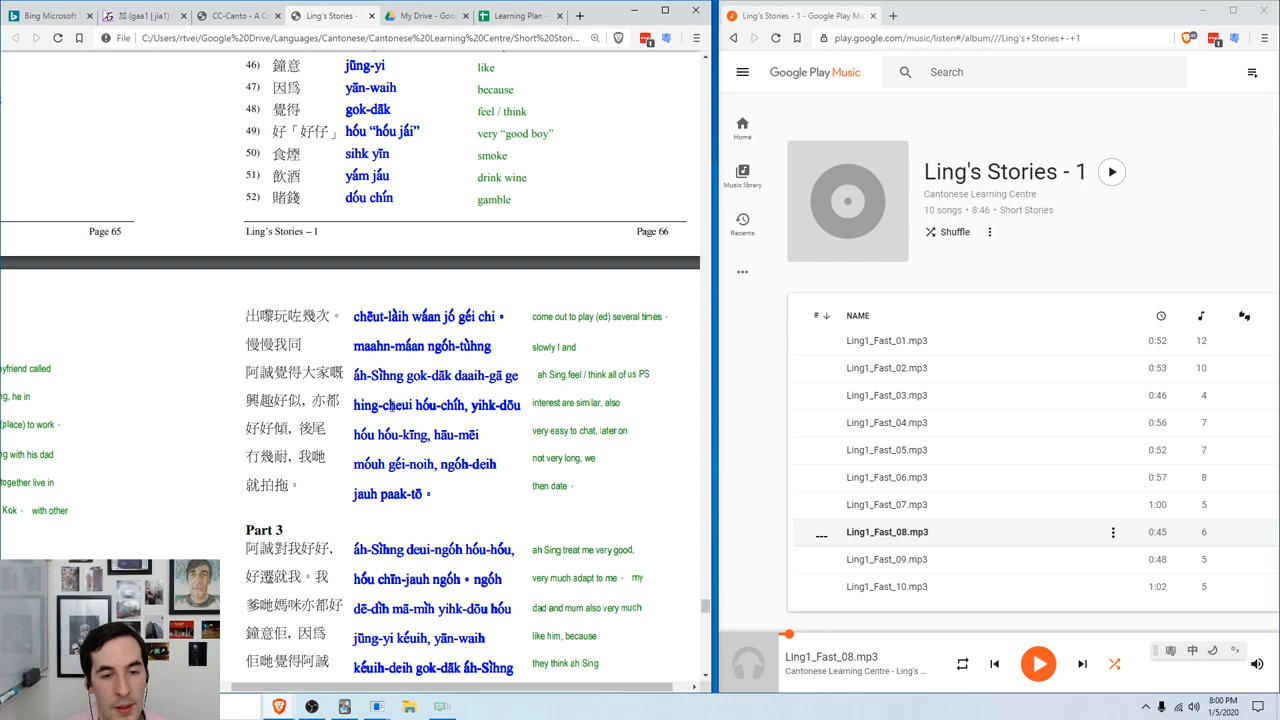 Bing Microsoft
(gaa1 | jia1)
CC-Canto - A C
Ling's Stories -
My Drive - Goo
Learning Plan -
Ling's Stories - 1
File
C:/Users/rtvei/Google%20Drive/Languages/Cantonese/Cantonese%20Learning%20Centre/Short%20Stori...
play.google.com/music/listen#/album///Ling's+Stories+-+1
46) 鐘意 jūng-yi like
47) 因爲 yān-waih because
48) 覺得 gok-dāk feel / think
49) 好「好仔」 hóu “hóu jái” very “good boy”
50) 食煙 sihk yīn smoke
51) 飲酒 yám jáu drink wine
52) 賭錢 dóu chín gamble
Page 65
Ling's Stories – 1
Page 66
出嚟玩咗幾次。 chēut-làih wáan jó géi chi。 come out to play (ed) several times。
慢慢我同 maahn-máan ngóh-tùhng slowly I and
阿誠覺得大家嘅 áh-Sìhng gok-dāk daaih-gā ge ah Sing feel / think all of us PS
興趣好似, 亦都 hing-cheui hóu-chíh, yihk-dōu interest are similar, also
好好傾, 後尾 hóu hóu-kīng, hāu-mēi very easy to chat, later on
冇幾耐, 我哋 móuh géi-noih, ngóh-deih not very long, we
就拍拖。 jauh paak-tō。 then date。
Part 3
阿誠對我好好, áh-Sìhng deui-ngóh hóu-hóu, ah Sing treat me very good,
好遷就我。我 hóu chīn-jauh ngóh。ngóh very much adapt to me。 my
爹哋媽咪亦都好 dē-dìh mā-mìh yihk-dōu hóu dad and mum also very much
鐘意佢, 因爲 jūng-yi kéuih, yān-waih like him, because
佢哋覺得阿誠 kéuih-deih gok-dāk áh-Sìhng they think ah Sing
yfriend called
ng, he in
(place) to work。
ng with his dad
together live in
Kok。 with other
Google Play Music
Search
Home
Music library
Recents
Ling's Stories - 1
Cantonese Learning Centre
10 songs • 8:46 • Short Stories
Shuffle
# NAME
Ling1_Fast_01.mp3 0:52 12
Ling1_Fast_02.mp3 0:53 10
Ling1_Fast_03.mp3 0:46 4
Ling1_Fast_04.mp3 0:56 7
Ling1_Fast_05.mp3 0:52 7
Ling1_Fast_06.mp3 0:57 8
Ling1_Fast_07.mp3 1:00 5
Ling1_Fast_08.mp3 0:45 6
Ling1_Fast_09.mp3 0:48 5
Ling1_Fast_10.mp3 1:02 5
Ling1_Fast_08.mp3
Cantonese Learning Centre - Ling's ...
中
8:00 PM
1/5/2020